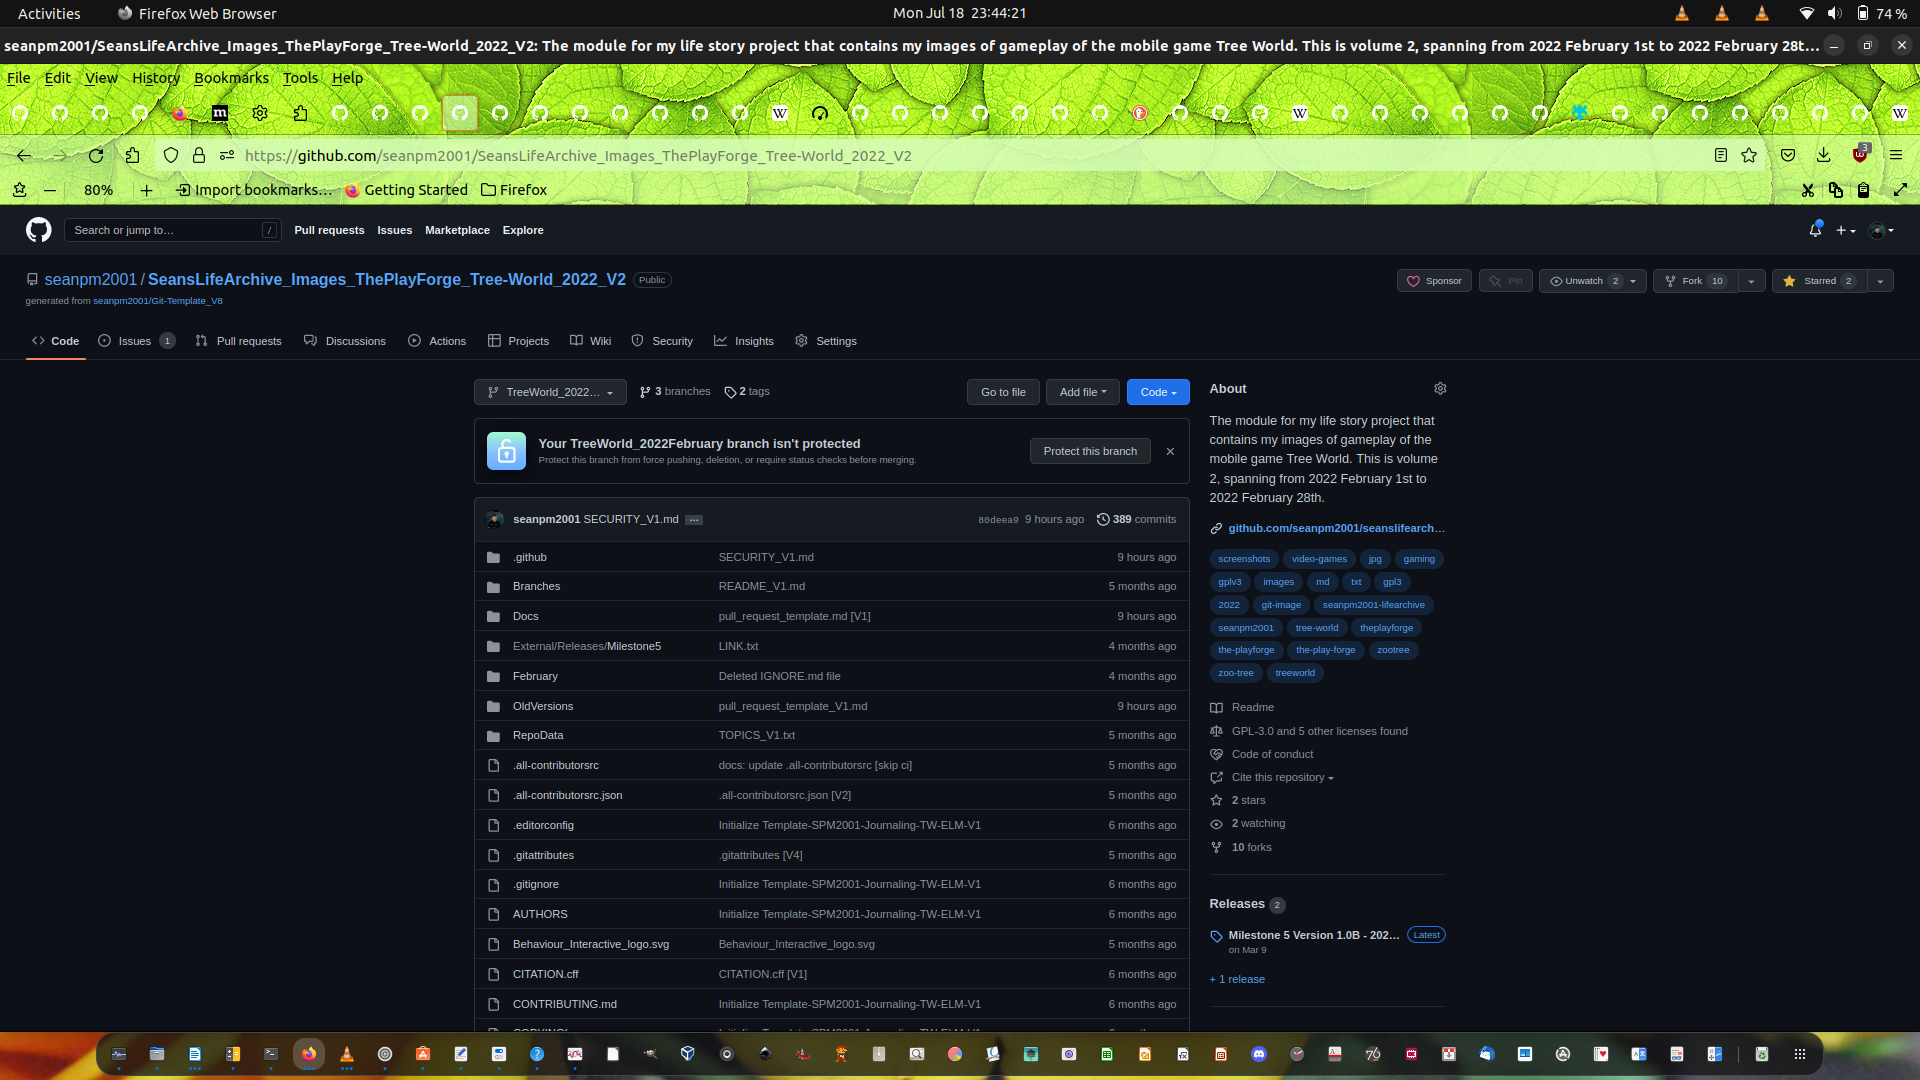 Activities
Firefox Web Browser
Mon Jul 18 23:44:21
74 %
seanpm2001/SeansLifeArchive_Images_ThePlayForge_Tree-World_2022_V2: The module for my life story project that contains my images of gameplay of the mobile game Tree World. This is volume 2, spanning from 2022 February 1st to 2022 February 28t…
File Edit View History Bookmarks Tools Help
https://github.com/seanpm2001/SeansLifeArchive_Images_ThePlayForge_Tree-World_2022_V2
3
80%
Import bookmarks…
Getting Started
Firefox
Search or jump to…
/
Pull requests Issues Marketplace Explore
seanpm2001 / SeansLifeArchive_Images_ThePlayForge_Tree-World_2022_V2 Public
Sponsor Pin Unwatch 2 Fork 10 Starred 2
generated from seanpm2001/Git-Template_V8
Code Issues 1 Pull requests Discussions Actions Projects Wiki Security Insights Settings
TreeWorld_2022… 3 branches 2 tags Go to file Add file Code
Your TreeWorld_2022February branch isn't protected
Protect this branch from force pushing, deletion, or require status checks before merging.
Protect this branch
seanpm2001 SECURITY_V1.md … 80deea9 9 hours ago 389 commits
.github SECURITY_V1.md 9 hours ago
Branches README_V1.md 5 months ago
Docs pull_request_template.md [V1] 9 hours ago
External/Releases/Milestone5 LINK.txt 4 months ago
February Deleted IGNORE.md file 4 months ago
OldVersions pull_request_template_V1.md 9 hours ago
RepoData TOPICS_V1.txt 5 months ago
.all-contributorsrc docs: update .all-contributorsrc [skip ci] 5 months ago
.all-contributorsrc.json .all-contributorsrc.json [V2] 5 months ago
.editorconfig Initialize Template-SPM2001-Journaling-TW-ELM-V1 6 months ago
.gitattributes .gitattributes [V4] 5 months ago
.gitignore Initialize Template-SPM2001-Journaling-TW-ELM-V1 6 months ago
AUTHORS Initialize Template-SPM2001-Journaling-TW-ELM-V1 6 months ago
Behaviour_Interactive_logo.svg Behaviour_Interactive_logo.svg 5 months ago
CITATION.cff CITATION.cff [V1] 6 months ago
CONTRIBUTING.md Initialize Template-SPM2001-Journaling-TW-ELM-V1 6 months ago
About
The module for my life story project that
contains my images of gameplay of the
mobile game Tree World. This is volume
2, spanning from 2022 February 1st to
2022 February 28th.
github.com/seanpm2001/seanslifearch…
screenshots video-games jpg gaming
gplv3 images md txt gpl3
2022 git-image seanpm2001-lifearchive
seanpm2001 tree-world theplayforge
the-playforge the-play-forge zootree
zoo-tree treeworld
Readme
GPL-3.0 and 5 other licenses found
Code of conduct
Cite this repository
2 stars
2 watching
10 forks
Releases 2
Milestone 5 Version 1.0B - 202… Latest
on Mar 9
+ 1 release